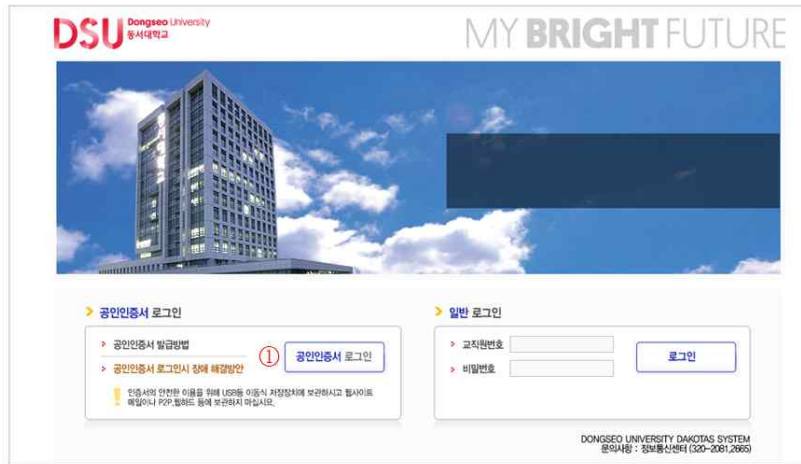 DSU Dongseo University
동서대학교
MY BRIGHT FUTURE
동서대학교
공인인증서 로그인
공인인증서 발급방법
공인인증서 로그인시 장애 해결방안
① 공인인증서 로그인
인증서의 안전한 이용을 위해 USB등 이동식 저장장치에 보관하시고 웹사이트
메일이나 P2P,웹하드 등에 보관하지 마십시요.
일반 로그인
교직원번호
비밀번호
로그인
DONGSEO UNIVERSITY DAKOTAS SYSTEM
문의사항 : 정보통신센터 (320-2081,2665)